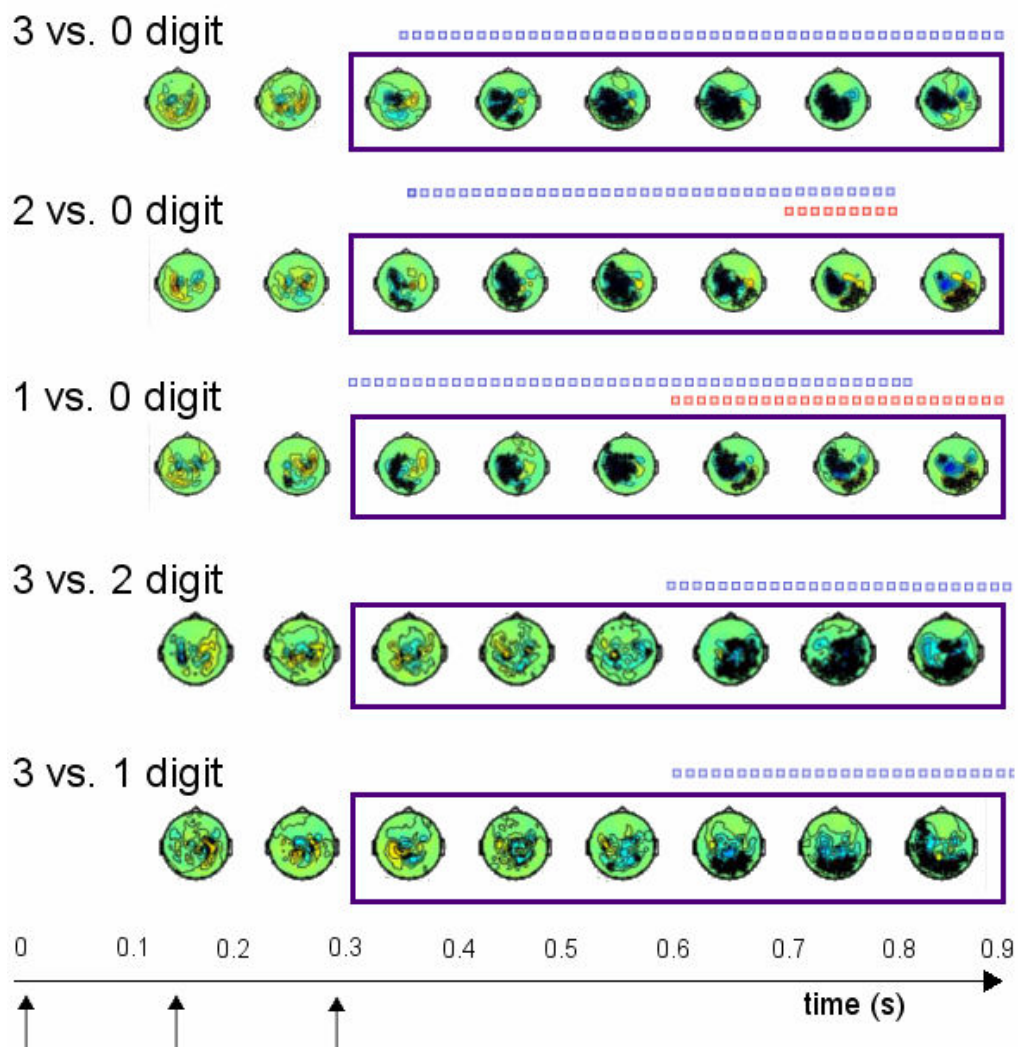 3 vs. 0 digit
2 vs. 0 digit
1 vs. 0 digit
3 vs. 2 digit
3 vs. 1 digit
0 0.1 0.2 0.3 0.4 0.5 0.6 0.7 0.8 0.9
time (s)